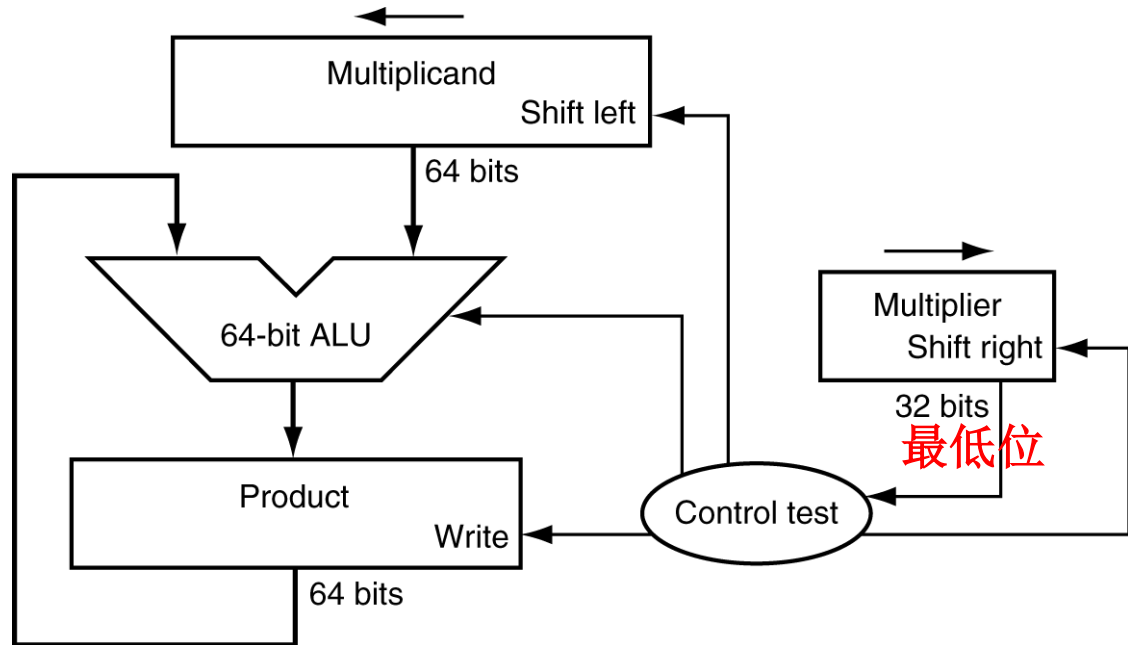 Multiplicand
Shift left
64 bits
64-bit ALU
Multiplier
Shift right
32 bits
最低位
Product
Write
Control test
64 bits